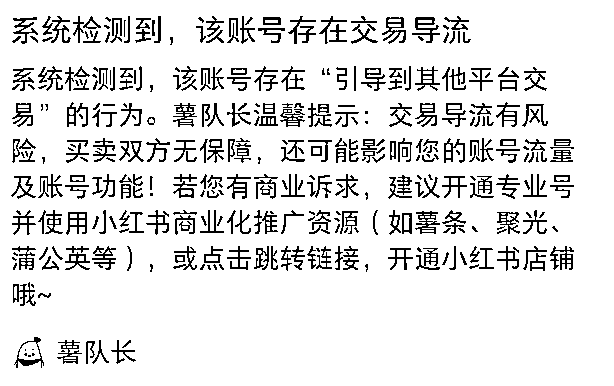 系统检测到，该账号存在交易导流
系统检测到，该账号存在“引导到其他平台交
易”的行为。薯队长温馨提示：交易导流有风
险，买卖双方无保障，还可能影响您的账号流量
及账号功能！若您有商业诉求，建议开通专业号
并使用小红书商业化推广资源（如薯条、聚光、
蒲公英等），或点击跳转链接，开通小红书店铺
哦~
薯队长